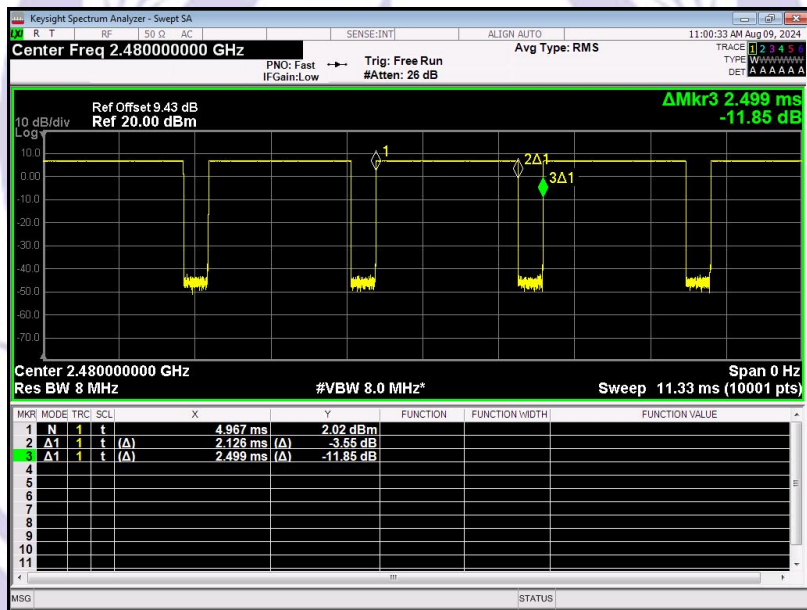 Keysight Spectrum Analyzer - Swept SA
LXI R T RF 50 Ω AC SENSE:INT ALIGN AUTO 11:00:33 AM Aug 09, 2024
Center Freq 2.480000000 GHz
Avg Type: RMS
TRACE 1 2 3 4 5 6
PNO: Fast Trig: Free Run
TYPE WWWWWW
IFGain:Low #Atten: 26 dB
DET A A A A A A
ΔMkr3 2.499 ms
-11.85 dB
Ref Offset 9.43 dB
10 dB/div Ref 20.00 dBm
Log
10.0
0.00
-10.0
-20.0
-30.0
-40.0
-50.0
-60.0
-70.0
1
2Δ1
3Δ1
Center 2.480000000 GHz Span 0 Hz
Res BW 8 MHz #VBW 8.0 MHz* Sweep 11.33 ms (10001 pts)
MKR MODE TRC SCL X Y FUNCTION FUNCTION WIDTH FUNCTION VALUE
1 N 1 t 4.967 ms 2.02 dBm
2 Δ1 1 t (Δ) 2.126 ms (Δ) -3.55 dB
3 Δ1 1 t (Δ) 2.499 ms (Δ) -11.85 dB
4
5
6
7
8
9
10
11
MSG STATUS